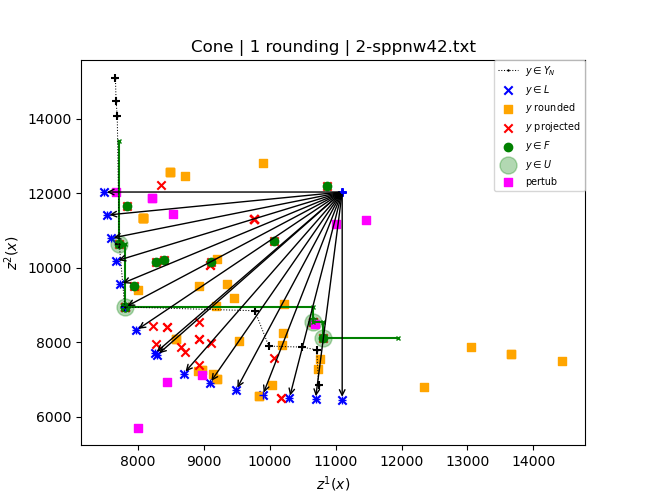 Cone | 1 rounding | 2-sppnw42.txt
y ∈ Y_N
y ∈ L
y rounded
y projected
y ∈ F
y ∈ U
pertub
z²(x)
14000
12000
10000
8000
6000
8000 9000 10000 11000 12000 13000 14000
z¹(x)